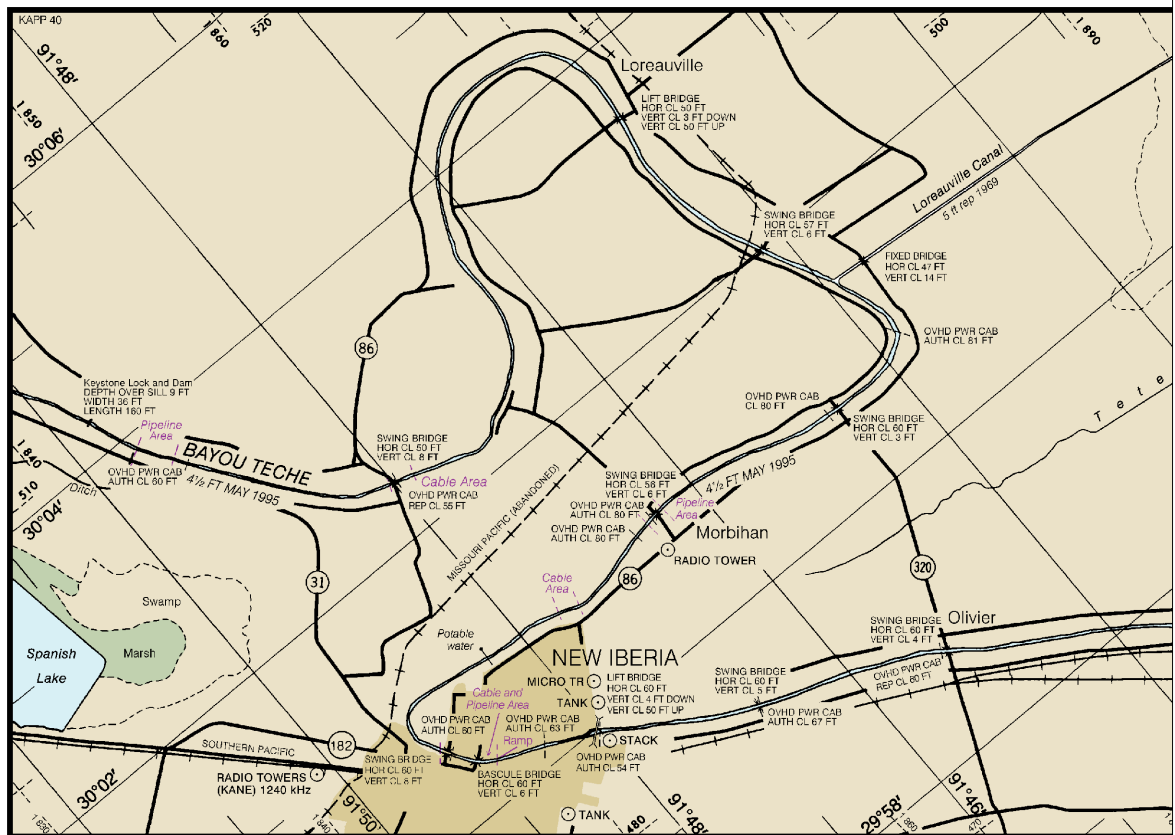 KAPP 40
860
520
500
1 890
91°48′
1 850
30°06′
Loreauville
LIFT BRIDGE
HOR CL 50 FT
VERT CL 3 FT DOWN
VERT CL 50 FT UP
Loreauville Canal
5 ft rep 1969
SWING BRIDGE
HOR CL 57 FT
VERT CL 6 FT
FIXED BRIDGE
HOR CL 47 FT
VERT CL 14 FT
OVHD PWR CAB
AUTH CL 81 FT
86
Keystone Lock and Dam
DEPTH OVER SILL 9 FT
WIDTH 36 FT
LENGTH 160 FT
Pipeline
Area
BAYOU TECHE
OVHD PWR CAB
AUTH CL 60 FT
4½ FT MAY 1995
1 840
510
Ditch
30°04′
SWING BRIDGE
HOR CL 50 FT
VERT CL 8 FT
Cable Area
OVHD PWR CAB
REP CL 55 FT
OVHD PWR CAB
CL 80 FT
SWING BRIDGE
HOR CL 60 FT
VERT CL 3 FT
Tete
SWING BRIDGE
HOR CL 56 FT
VERT CL 6 FT
OVHD PWR CAB
AUTH CL 80 FT
OVHD PWR CAB
AUTH CL 80 FT
4½ FT MAY 1995
Pipeline
Area
Morbihan
RADIO TOWER
MISSOURI PACIFIC (ABANDONED)
86
31
320
Cable
Area
Swamp
Marsh
Spanish
Lake
Potable
water
NEW IBERIA
MICRO TR
TANK
LIFT BRIDGE
HOR CL 60 FT
VERT CL 4 FT DOWN
VERT CL 50 FT UP
Olivier
SWING BRIDGE
HOR CL 60 FT
VERT CL 4 FT
OVHD PWR CAB
REP CL 80 FT
SWING BRIDGE
HOR CL 60 FT
VERT CL 5 FT
OVHD PWR CAB
AUTH CL 67 FT
Cable and
Pipeline Area
OVHD PWR CAB
AUTH CL 60 FT
OVHD PWR CAB
AUTH CL 63 FT
Ramp
STACK
OVHD PWR CAB
AUTH CL 54 FT
SOUTHERN PACIFIC
182
RADIO TOWERS
(KANE) 1240 kHz
SWING BRIDGE
HOR CL 60 FT
VERT CL 8 FT
BASCULE BRIDGE
HOR CL 60 FT
VERT CL 6 FT
TANK
30°02′
1 830
91°50′
480
91°48′
29°58′
1 860
91°46′
470